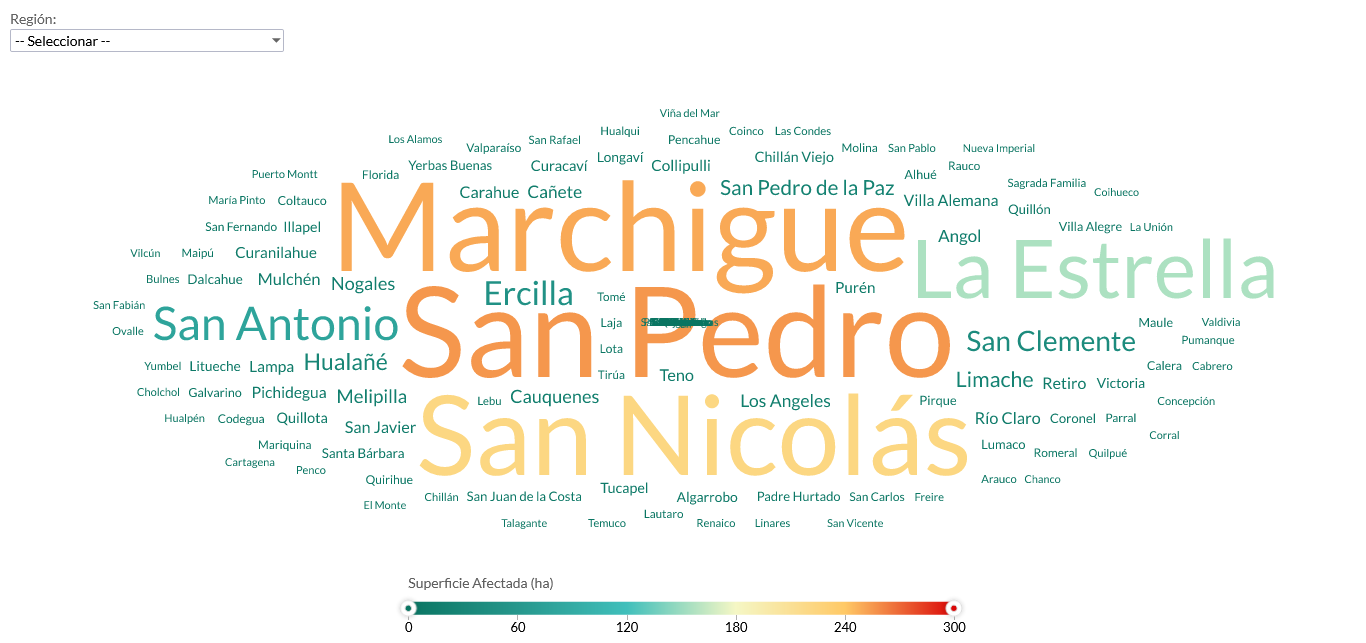 Región:
-- Seleccionar --
Viña del Mar
Los Alamos
Valparaíso
San Rafael
Hualqui
Pencahue
Coinco
Las Condes
Molina
San Pablo
Nueva Imperial
Puerto Montt
Florida
Yerbas Buenas
Curacaví
Longaví
Collipulli
Chillán Viejo
Alhué
Rauco
María Pinto
Coltauco
Carahue
Cañete
San Pedro de la Paz
Villa Alemana
Sagrada Familia
Coihueco
Quillón
San Fernando
Illapel
Marchigue
Angol
Villa Alegre
La Unión
Vilcún
Maipú
Curanilahue
La Estrella
Bulnes
Dalcahue
Mulchén
Nogales
Ercilla
Tomé
Purén
San Fabián
Ovalle
San Antonio
San Pedro
Laja
Lota
Tirúa
Teno
San Clemente
Maule
Valdivia
Pumanque
Yumbel
Litueche
Lampa
Hualañé
Calera
Cabrero
Cholchol
Galvarino
Pichidegua
Melipilla
Lebu
Cauquenes
Los Angeles
Pirque
Limache
Retiro
Victoria
Concepción
Hualpén
Codegua
Quillota
San Javier
San Nicolás
Río Claro
Coronel
Parral
Corral
Mariquina
Santa Bárbara
Lumaco
Romeral
Quilpué
Cartagena
Penco
Quirihue
Arauco
Chanco
El Monte
Chillán
San Juan de la Costa
Tucapel
Algarrobo
Padre Hurtado
San Carlos
Freire
Talagante
Temuco
Lautaro
Renaico
Linares
San Vicente
Superficie Afectada (ha)
0 60 120 180 240 300